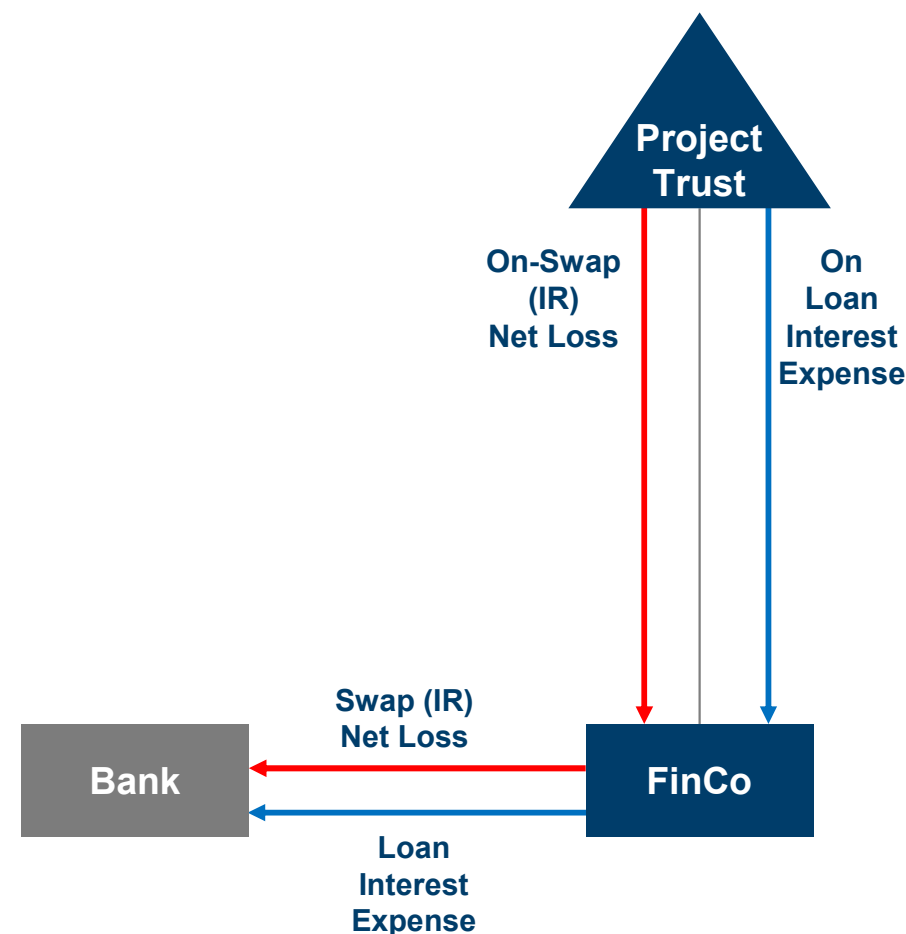 Project
Trust
On-Swap
(IR)
Net Loss
On
Loan
Interest
Expense
Swap (IR)
Net Loss
Bank
FinCo
Loan
Interest
Expense